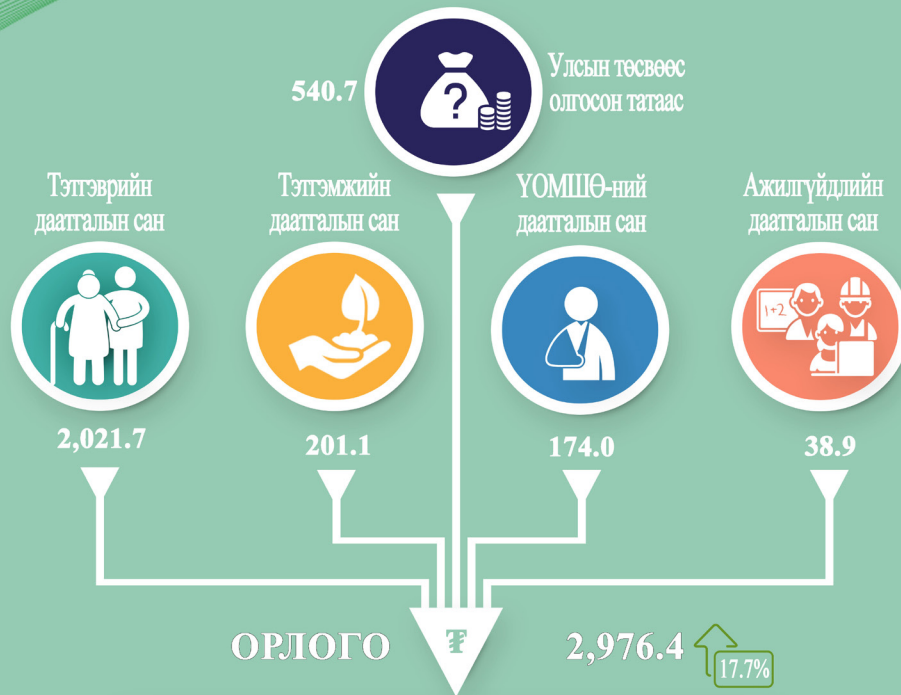 540.7
Улсын төсвөөс
олгосон татаас
Тэтгэврийн
даатгалын сан
Тэтгэмжийн
даатгалын сан
ҮОМШӨ-ний
даатгалын сан
Ажилгүйдлийн
даатгалын сан
?
1+2
2,021.7
201.1
174.0
38.9
ОРЛОГО
₮
2,976.4
17.7%